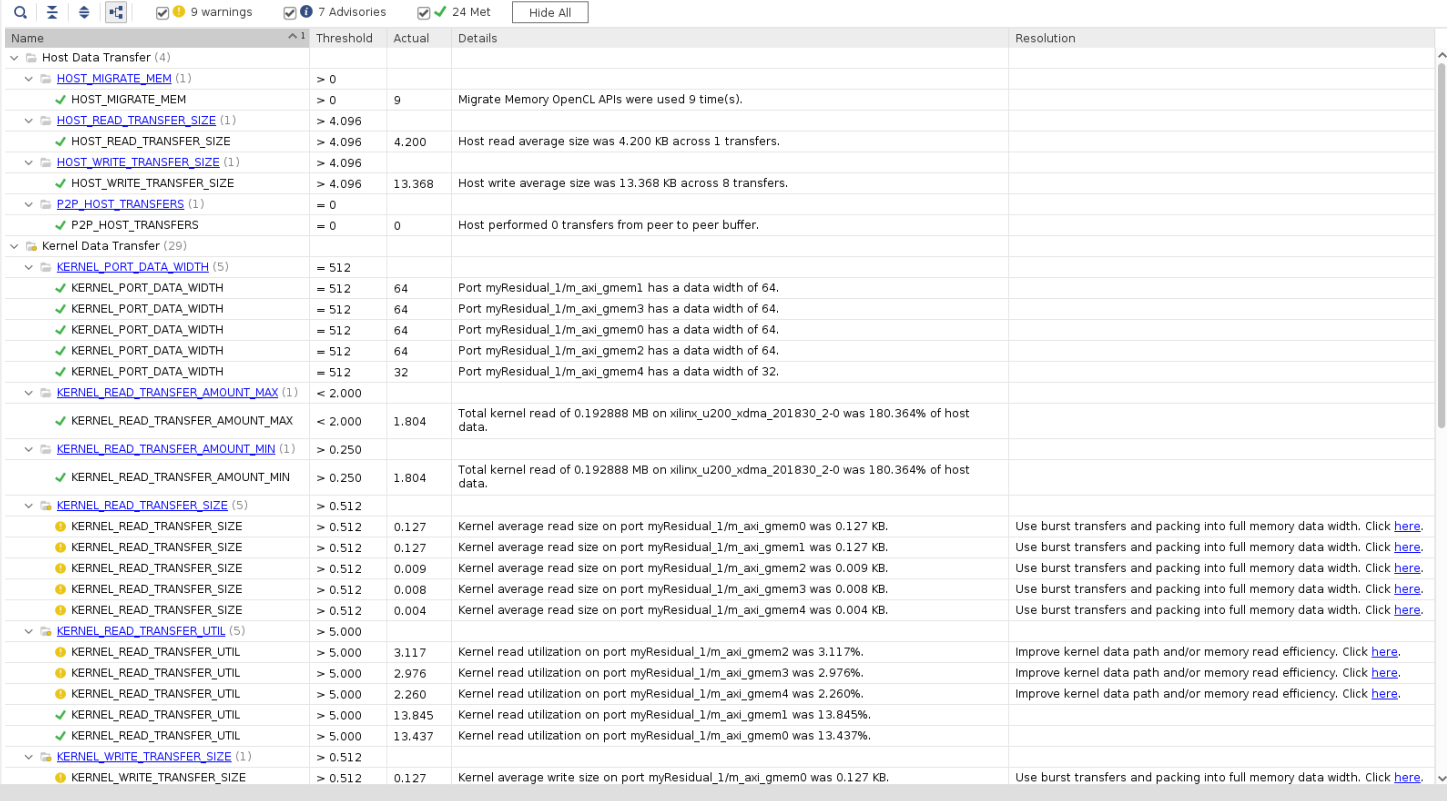 9 warnings 7 Advisories 24 Met Hide All
Name 1 Threshold Actual Details Resolution
Host Data Transfer (4)
HOST_MIGRATE_MEM (1) > 0
HOST_MIGRATE_MEM > 0 9 Migrate Memory OpenCL APIs were used 9 time(s).
HOST_READ_TRANSFER_SIZE (1) > 4.096
HOST_READ_TRANSFER_SIZE > 4.096 4.200 Host read average size was 4.200 KB across 1 transfers.
HOST_WRITE_TRANSFER_SIZE (1) > 4.096
HOST_WRITE_TRANSFER_SIZE > 4.096 13.368 Host write average size was 13.368 KB across 8 transfers.
P2P_HOST_TRANSFERS (1) = 0
P2P_HOST_TRANSFERS = 0 0 Host performed 0 transfers from peer to peer buffer.
Kernel Data Transfer (29)
KERNEL_PORT_DATA_WIDTH (5) = 512
KERNEL_PORT_DATA_WIDTH = 512 64 Port myResidual_1/m_axi_gmem1 has a data width of 64.
KERNEL_PORT_DATA_WIDTH = 512 64 Port myResidual_1/m_axi_gmem3 has a data width of 64.
KERNEL_PORT_DATA_WIDTH = 512 64 Port myResidual_1/m_axi_gmem0 has a data width of 64.
KERNEL_PORT_DATA_WIDTH = 512 64 Port myResidual_1/m_axi_gmem2 has a data width of 64.
KERNEL_PORT_DATA_WIDTH = 512 32 Port myResidual_1/m_axi_gmem4 has a data width of 32.
KERNEL_READ_TRANSFER_AMOUNT_MAX (1) < 2.000
KERNEL_READ_TRANSFER_AMOUNT_MAX < 2.000 1.804 Total kernel read of 0.192888 MB on xilinx_u200_xdma_201830_2-0 was 180.364% of host
data.
KERNEL_READ_TRANSFER_AMOUNT_MIN (1) > 0.250
KERNEL_READ_TRANSFER_AMOUNT_MIN > 0.250 1.804 Total kernel read of 0.192888 MB on xilinx_u200_xdma_201830_2-0 was 180.364% of host
data.
KERNEL_READ_TRANSFER_SIZE (5) > 0.512
KERNEL_READ_TRANSFER_SIZE > 0.512 0.127 Kernel average read size on port myResidual_1/m_axi_gmem0 was 0.127 KB. Use burst transfers and packing into full memory data width. Click here.
KERNEL_READ_TRANSFER_SIZE > 0.512 0.127 Kernel average read size on port myResidual_1/m_axi_gmem1 was 0.127 KB. Use burst transfers and packing into full memory data width. Click here.
KERNEL_READ_TRANSFER_SIZE > 0.512 0.009 Kernel average read size on port myResidual_1/m_axi_gmem2 was 0.009 KB. Use burst transfers and packing into full memory data width. Click here.
KERNEL_READ_TRANSFER_SIZE > 0.512 0.008 Kernel average read size on port myResidual_1/m_axi_gmem3 was 0.008 KB. Use burst transfers and packing into full memory data width. Click here.
KERNEL_READ_TRANSFER_SIZE > 0.512 0.004 Kernel average read size on port myResidual_1/m_axi_gmem4 was 0.004 KB. Use burst transfers and packing into full memory data width. Click here.
KERNEL_READ_TRANSFER_UTIL (5) > 5.000
KERNEL_READ_TRANSFER_UTIL > 5.000 3.117 Kernel read utilization on port myResidual_1/m_axi_gmem2 was 3.117%. Improve kernel data path and/or memory read efficiency. Click here.
KERNEL_READ_TRANSFER_UTIL > 5.000 2.976 Kernel read utilization on port myResidual_1/m_axi_gmem3 was 2.976%. Improve kernel data path and/or memory read efficiency. Click here.
KERNEL_READ_TRANSFER_UTIL > 5.000 2.260 Kernel read utilization on port myResidual_1/m_axi_gmem4 was 2.260%. Improve kernel data path and/or memory read efficiency. Click here.
KERNEL_READ_TRANSFER_UTIL > 5.000 13.845 Kernel read utilization on port myResidual_1/m_axi_gmem1 was 13.845%.
KERNEL_READ_TRANSFER_UTIL > 5.000 13.437 Kernel read utilization on port myResidual_1/m_axi_gmem0 was 13.437%.
KERNEL_WRITE_TRANSFER_SIZE (1) > 0.512
KERNEL_WRITE_TRANSFER_SIZE > 0.512 0.127 Kernel average write size on port myResidual_1/m_axi_gmem0 was 0.127 KB. Use burst transfers and packing into full memory data width. Click here.